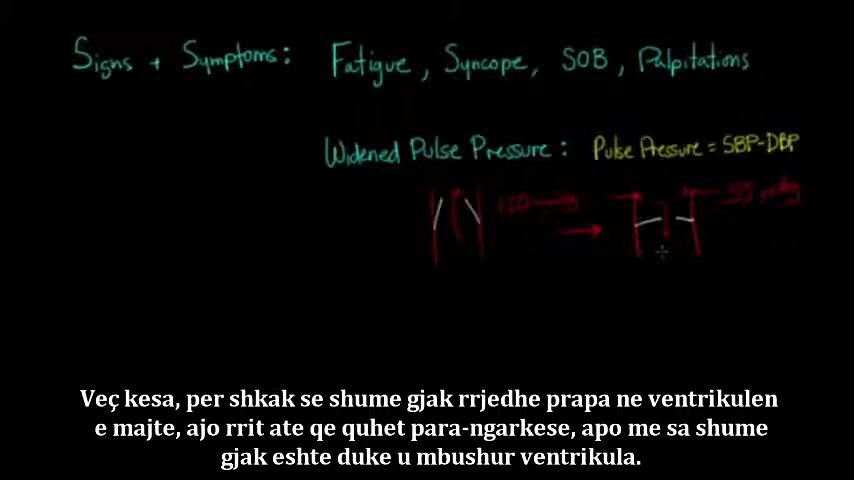 Signs + Symptoms: Fatigue, Syncope, SOB, Palpitations
Widened Pulse Pressure: Pulse Pressure = SBP-DBP
Veç kesa, per shkak se shume gjak rrjedhe prapa ne ventrikulen
e majte, ajo rrit ate qe quhet para-ngarkese, apo me sa shume
gjak eshte duke u mbushur ventrikula.